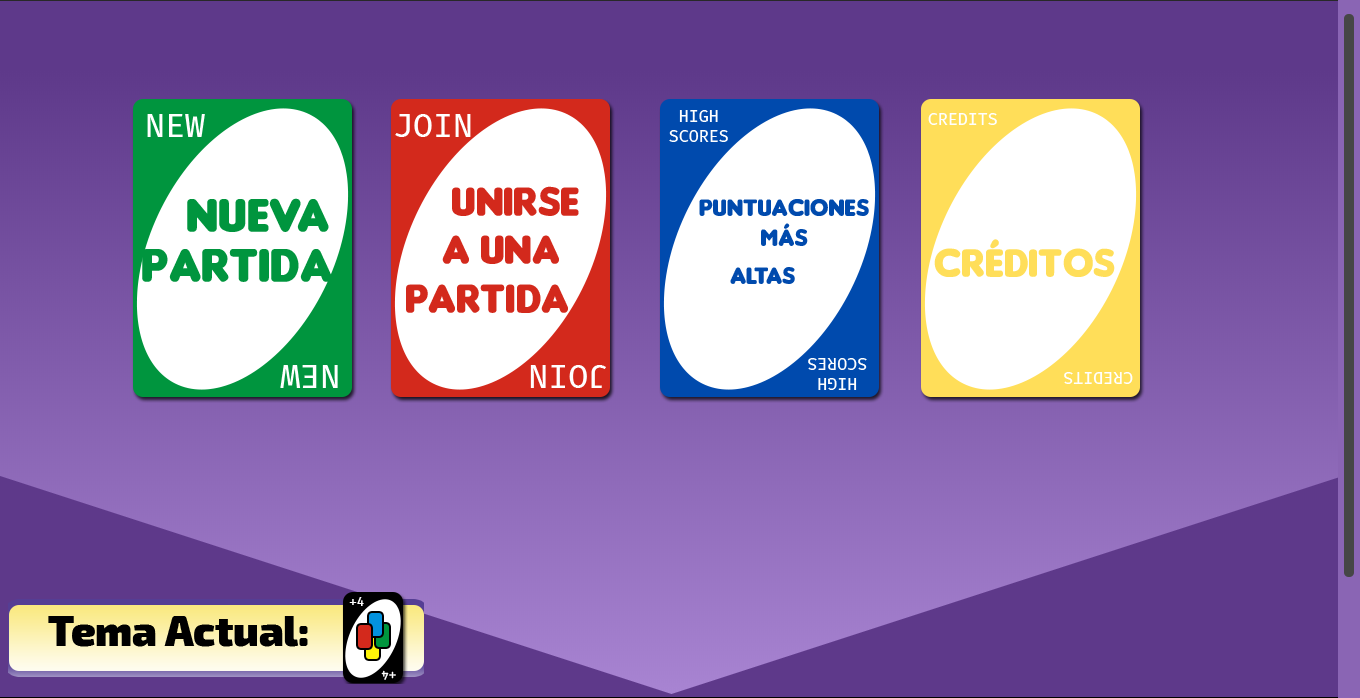 NEW
NUEVA
PARTIDA
NEW
JOIN
UNIRSE
A UNA
PARTIDA
JOIN
HIGH
SCORES
PUNTUACIONES
MÁS
ALTAS
HIGH
SCORES
CREDITS
CRÉDITOS
CREDITS
Tema Actual:
+4
+4